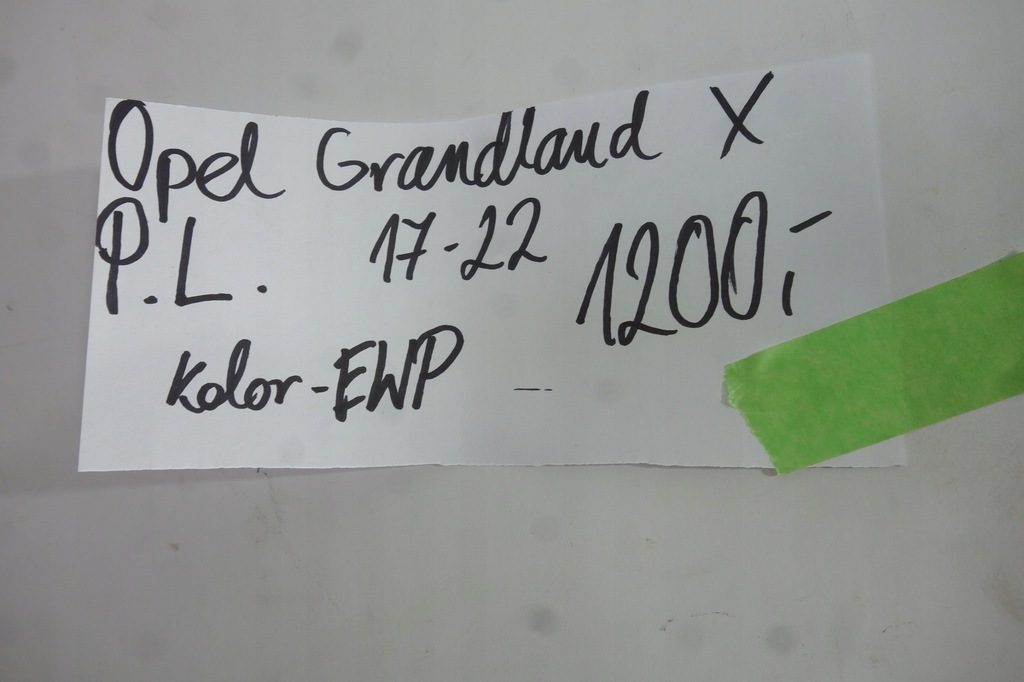 Opel Grandland X
P.L. 17-22 1200,-
Kolor-EWP -